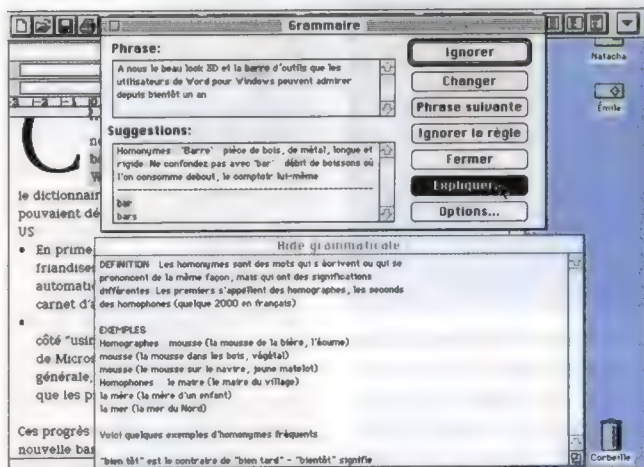 Grammaire
Phrase:
A nous le beau look 3D et la barre d'outils que les
utilisateurs de Word pour Windows peuvent admirer
depuis bientôt un an
Suggestions:
Homonymes "Barre" pièce de bois, de métal, longue et
rigide. Ne confondez pas avec "bar" débit de boissons où
l'on consomme debout, le comptoir lui-même
bar
bars
Ignorer
Changer
Phrase suivante
Ignorer la règle
Fermer
Expliquer...
Options...
Natacha
Émile
Corbeille
3 -2 -1 0
C
le dictionnair
pouvaient dé
US
• En prime
friandise
automati
carnet d'a
•
côté "usin
de Micros
générale,
que les p
Ces progrès
nouvelle bas
Aide grammaticale
DEFINITION Les homonymes sont des mots qui s'écrivent ou qui se
prononcent de la même façon, mais qui ont des significations
différentes Les premiers s'appellent des homographes, les seconds
des homophones (quelque 2000 en français)
EXEMPLES
Homographes mousse (la mousse de la bière, l'écume)
mousse (la mousse dans les bois, végétal)
mousse (le mousse sur le navire, jeune matelot)
Homophones le maire (le maire du village)
la mère (la mère d'un enfant)
la mer (la mer du Nord)
Voici quelques exemples d'homonymes fréquents
"bien tôt" est le contraire de "bien tard" - "bientôt" signifie